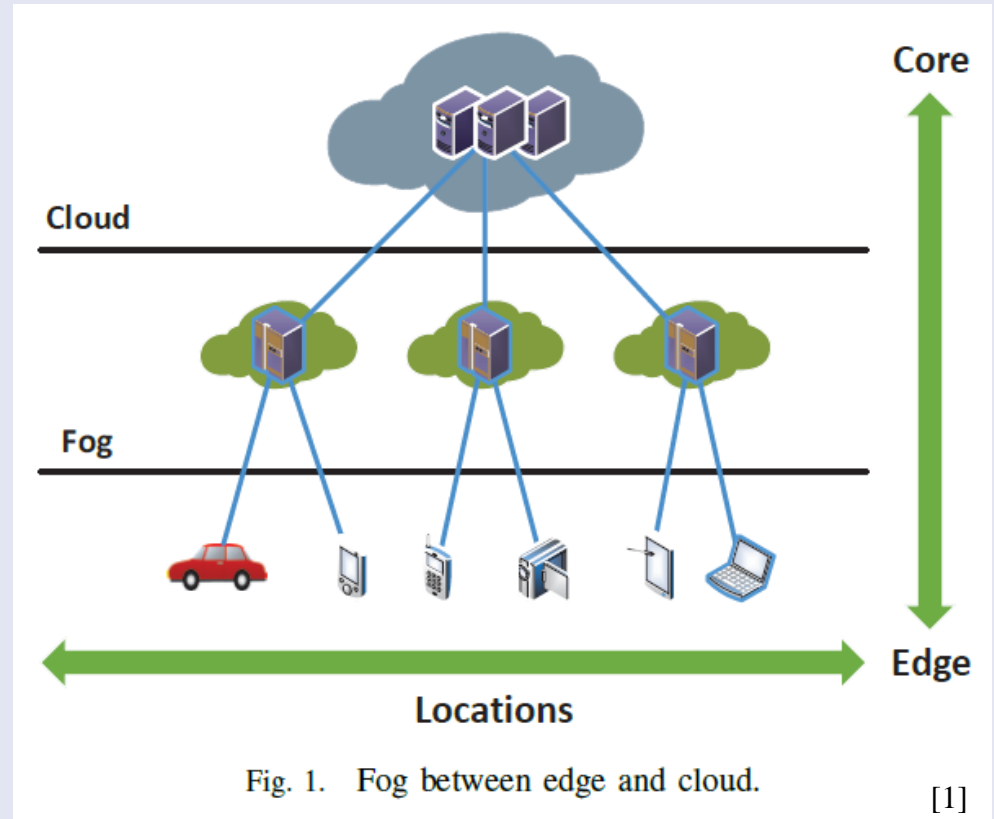 Core
Cloud
Fog
Edge
Locations
Fig. 1. Fog between edge and cloud.
[1]